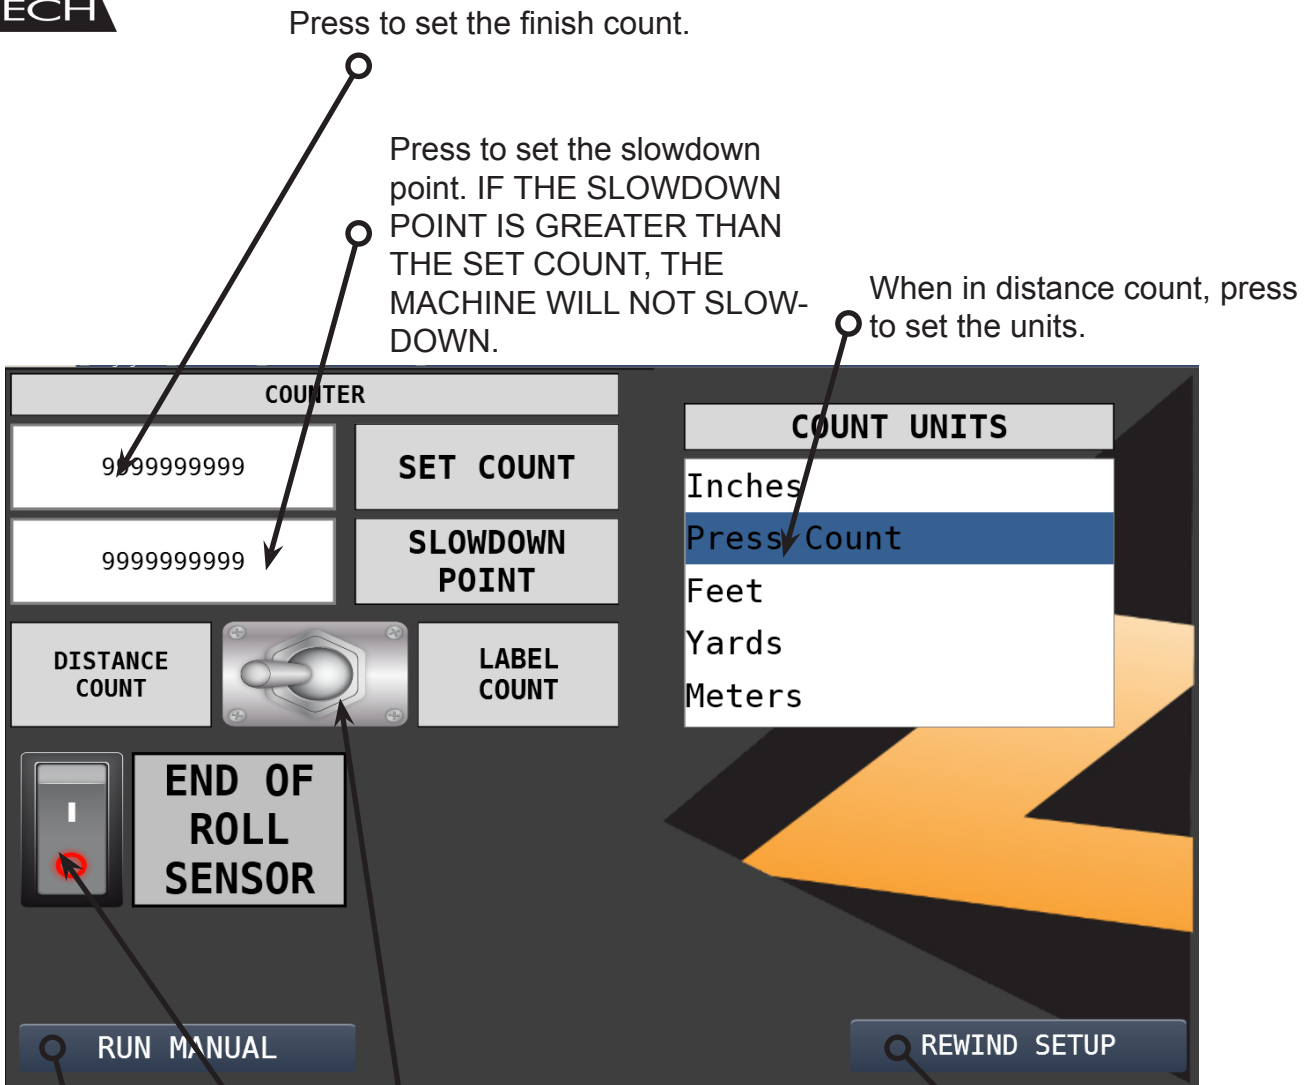 ECH
Press to set the finish count.
Press to set the slowdown
point. IF THE SLOWDOWN
POINT IS GREATER THAN
THE SET COUNT, THE
MACHINE WILL NOT SLOW-
DOWN.
When in distance count, press
to set the units.
COUNTER
9999999999
SET COUNT
9999999999
SLOWDOWN
POINT
DISTANCE
COUNT
LABEL
COUNT
COUNT UNITS
Inches
Press Count
Feet
Yards
Meters
END OF
ROLL
SENSOR
RUN MANUAL
REWIND SETUP